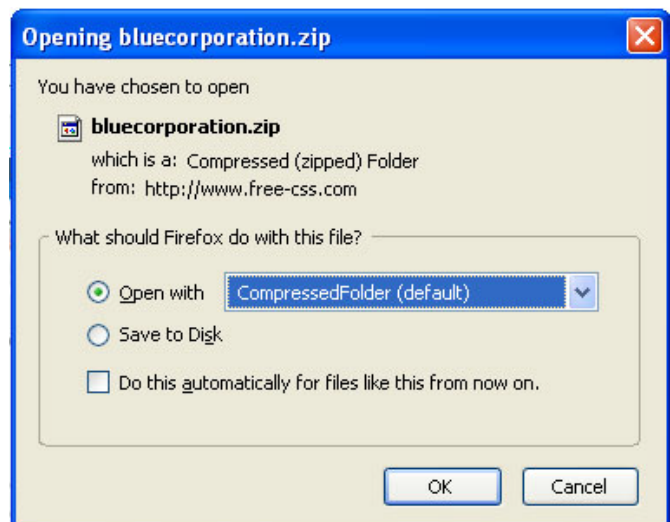 Opening bluecorporation.zip
You have chosen to open
bluecorporation.zip
which is a: Compressed (zipped) Folder
from: http://www.free-css.com
What should Firefox do with this file?
Open with CompressedFolder (default)
Save to Disk
Do this automatically for files like this from now on.
OK Cancel